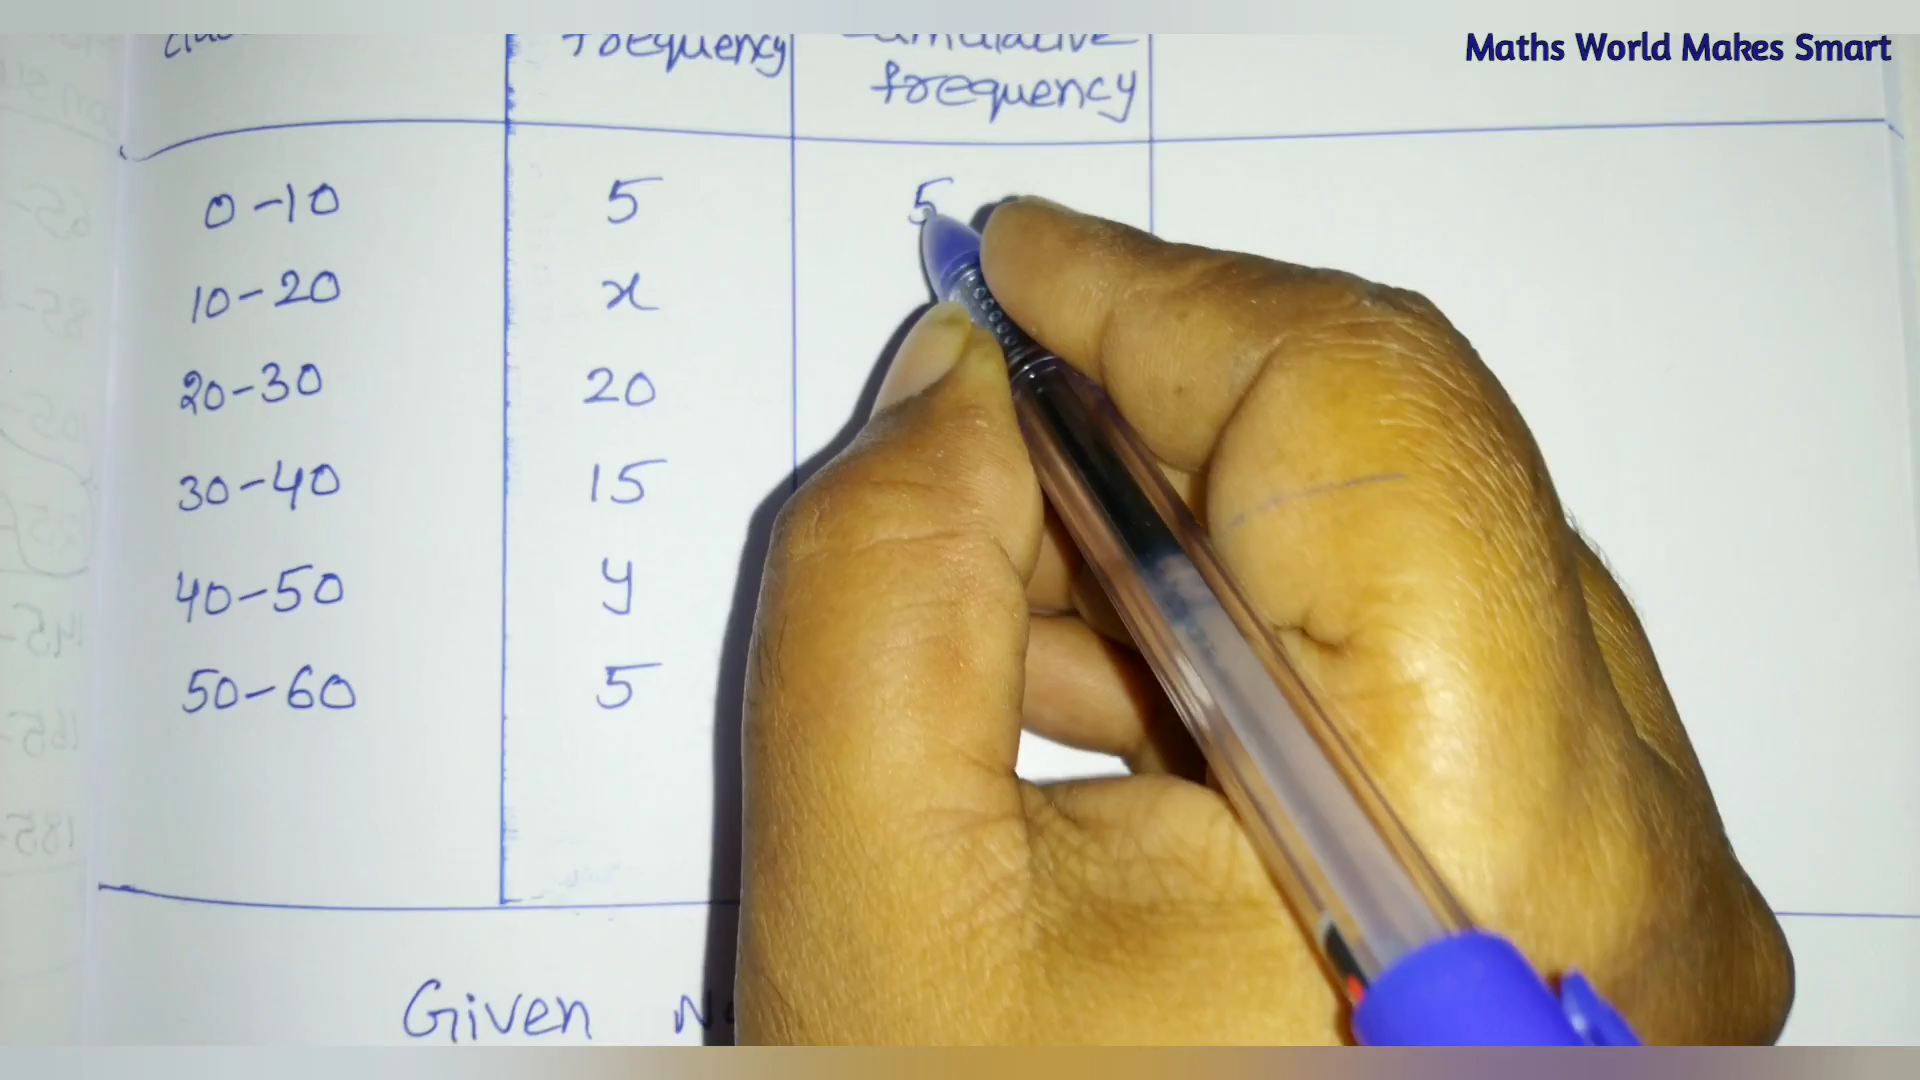 Maths World Makes Smart
frequency
cumulative
frequency
0-10 5 5
10-20 x
20-30 20
30-40 15
40-50 y
50-60 5
Given